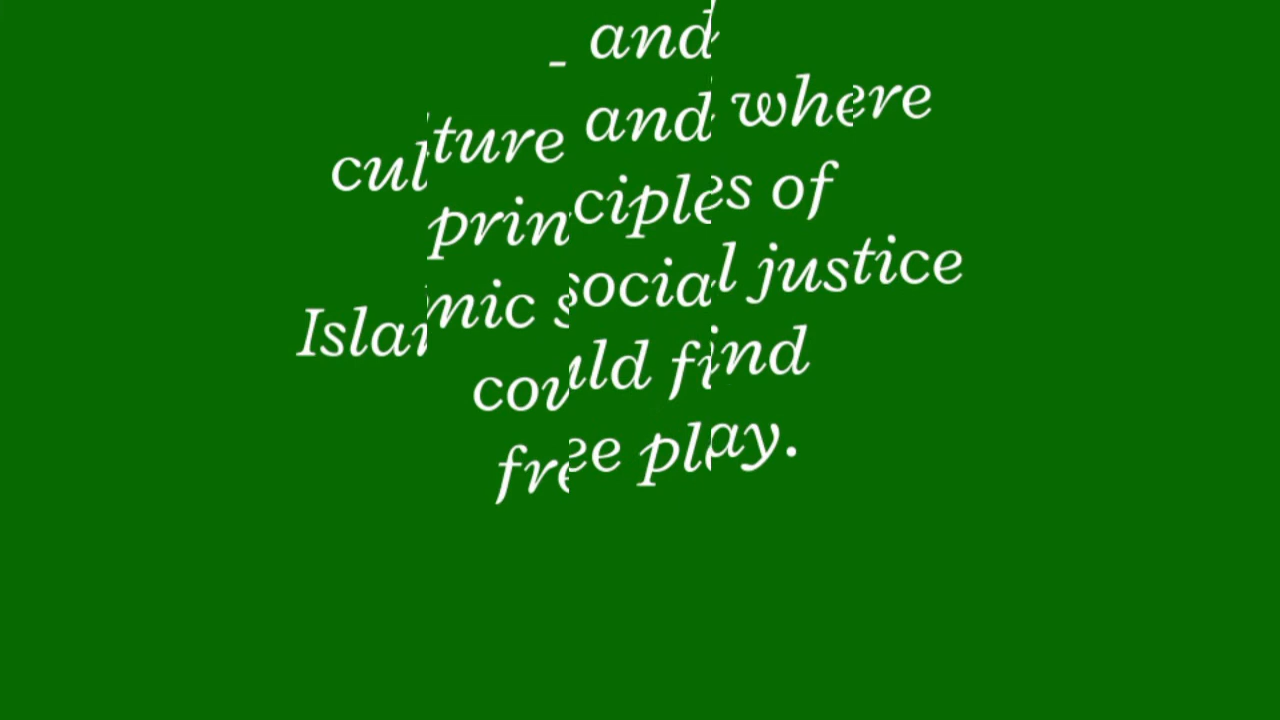 and
culture and where
principles of
Islamic social justice
could find
free play.